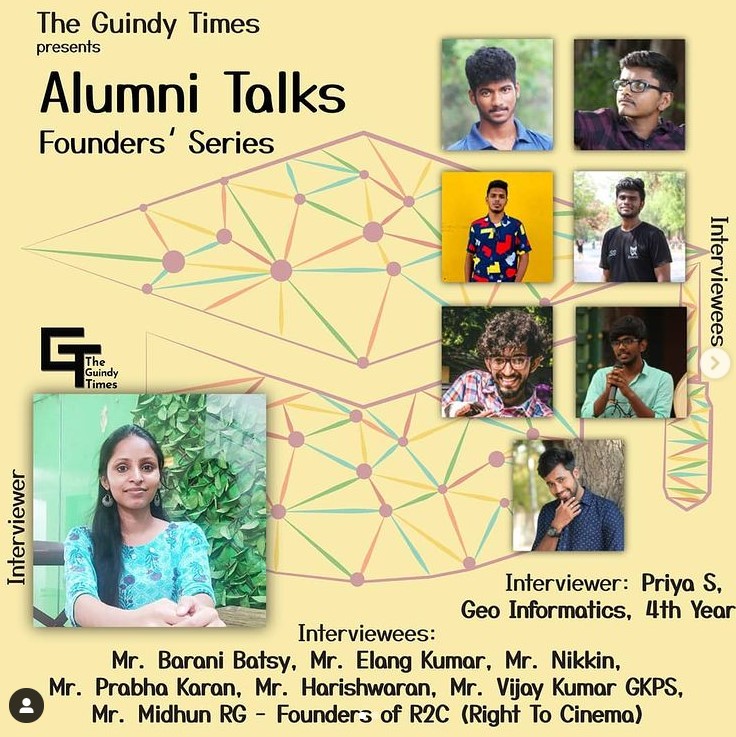 The Guindy Times
presents
Alumni Talks
Founders' Series
Interviewees
GT The
Guindy
Times
Interviewer
Interviewer: Priya S,
Geo Informatics, 4th Year
Interviewees:
Mr. Barani Batsy, Mr. Elang Kumar, Mr. Nikkin,
Mr. Prabha Karan, Mr. Harishwaran, Mr. Vijay Kumar GKPS,
Mr. Midhun RG - Founders of R2C (Right To Cinema)